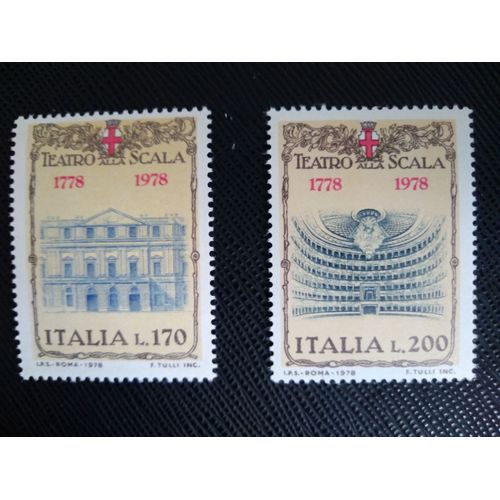 TEATRO ALLA SCALA
1778 1978
ITALIA L.170
I.P.S.-ROMA-1978 F. TULLI INC.
TEATRO ALLA SCALA
1778 1978
ITALIA L.200
I.P.S.-ROMA-1978 F. TULLI INC.